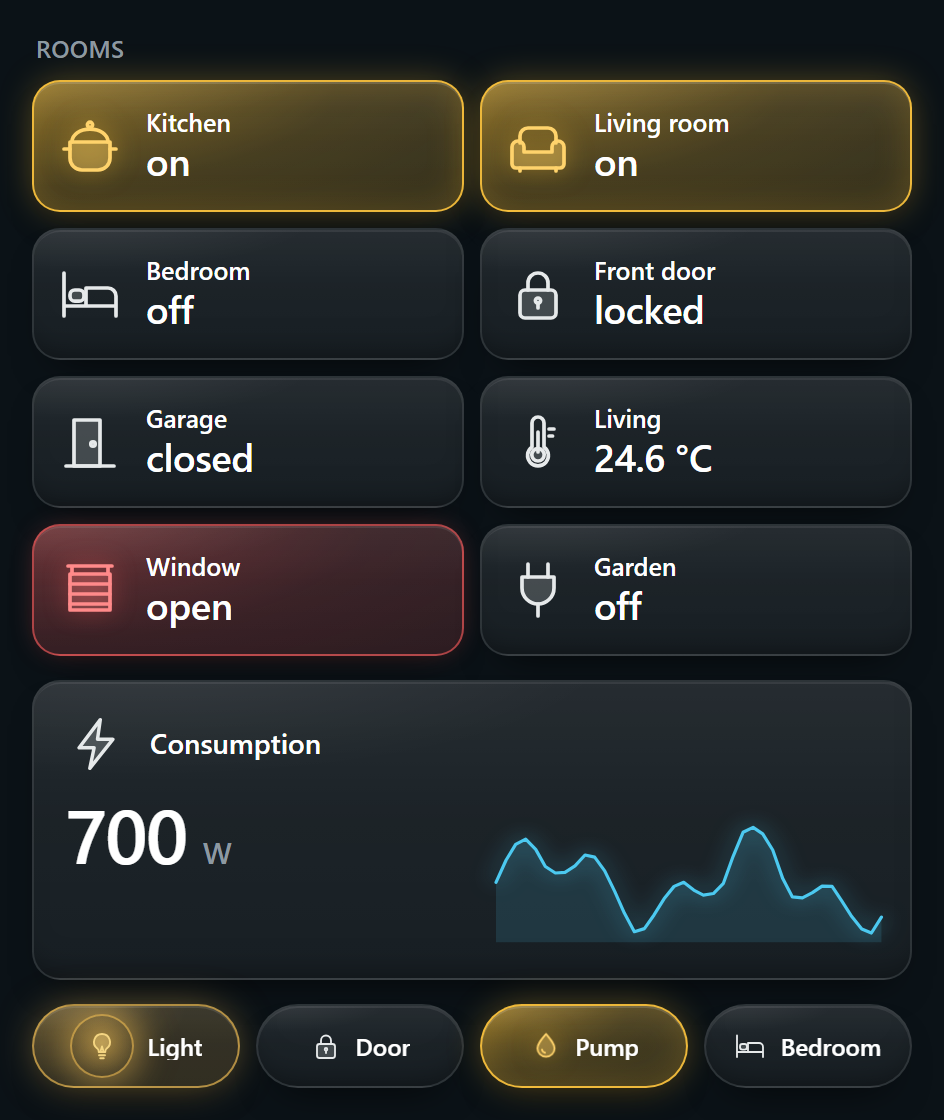 ROOMS
Kitchen
on
Living room
on
Bedroom
off
Front door
locked
Garage
closed
Living
24.6 °C
Window
open
Garden
off
Consumption
700 W
Light
Door
Pump
Bedroom